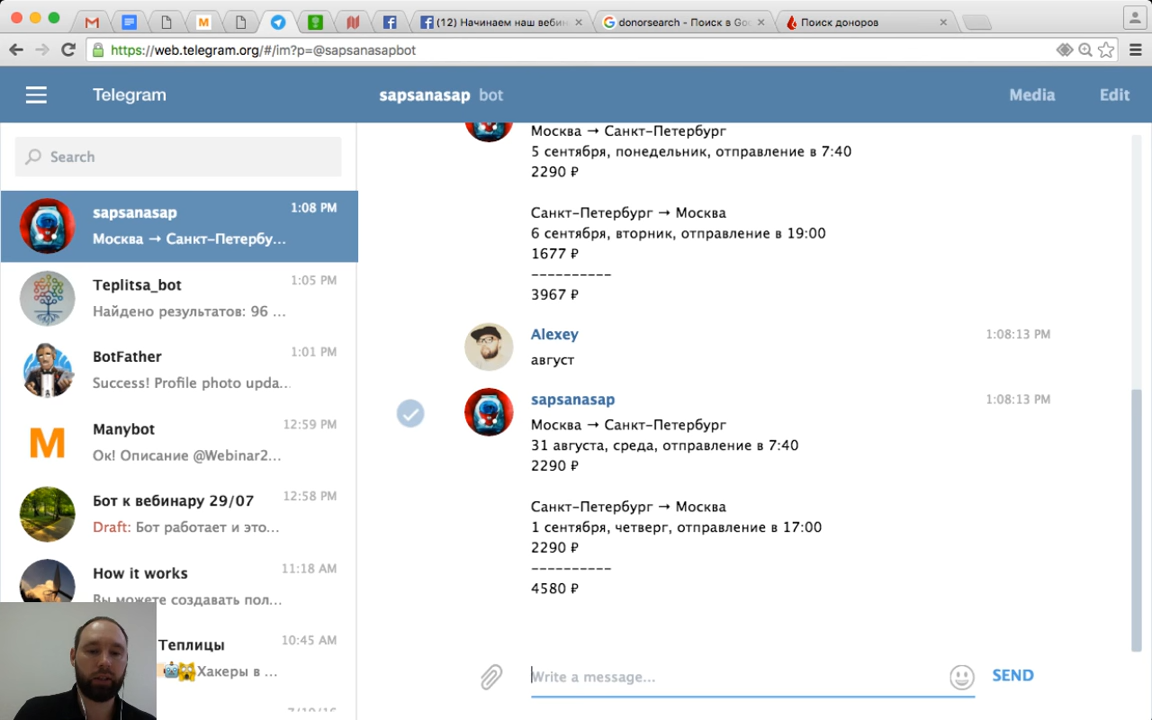 (12) Начинаем наш веби
donorsearch - Поиск в Goo
Поиск доноров
https://web.telegram.org/#/im?p=@sapsanasapbot
Telegram
sapsanasap bot
Media
Edit
Search
sapsanasap
1:08 PM
Москва → Санкт-Петербу...
Teplitsa_bot
1:05 PM
Найдено результатов: 96 ...
BotFather
1:01 PM
Success! Profile photo upda...
M
Manybot
12:59 PM
Ок! Описание @Webinar2...
Бот к вебинару 29/07
12:58 PM
Draft: Бот работает и это...
How it works
11:18 AM
Вы можете создавать пол...
Теплицы
10:45 AM
Хакеры в ...
Москва → Санкт-Петербург
5 сентября, понедельник, отправление в 7:40
2290 ₽
Санкт-Петербург → Москва
6 сентября, вторник, отправление в 19:00
1677 ₽
----------
3967 ₽
Alexey
1:08:13 PM
август
sapsanasap
1:08:13 PM
Москва → Санкт-Петербург
31 августа, среда, отправление в 7:40
2290 ₽
Санкт-Петербург → Москва
1 сентября, четверг, отправление в 17:00
2290 ₽
----------
4580 ₽
Write a message...
SEND